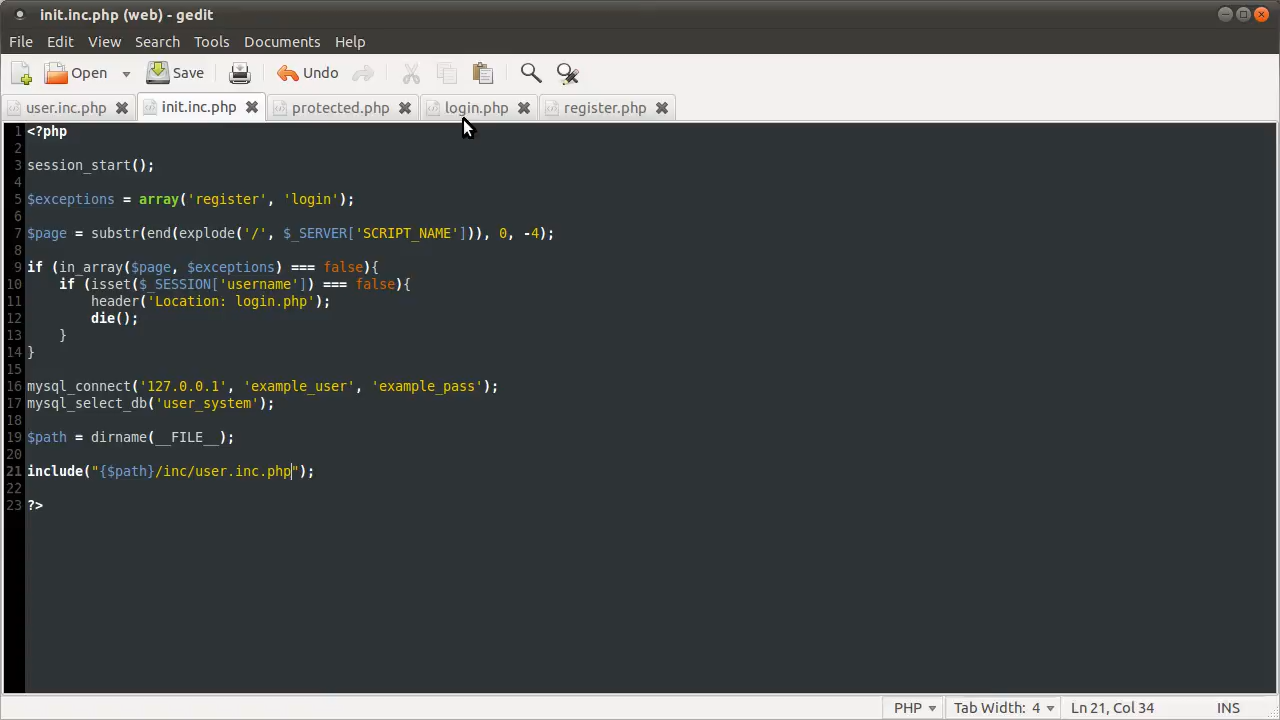 init.inc.php (web) - gedit
File Edit View Search Tools Documents Help
Open Save Undo
user.inc.php init.inc.php protected.php login.php register.php
1 <?php
2
3 session_start();
4
5 $exceptions = array('register', 'login');
6
7 $page = substr(end(explode('/', $_SERVER['SCRIPT_NAME'])), 0, -4);
8
9 if (in_array($page, $exceptions) === false){
10     if (isset($_SESSION['username']) === false){
11         header('Location: login.php');
12         die();
13     }
14 }
15
16 mysql_connect('127.0.0.1', 'example_user', 'example_pass');
17 mysql_select_db('user_system');
18
19 $path = dirname(__FILE__);
20
21 include("{$path}/inc/user.inc.php");
22
23 ?>
PHP Tab Width: 4 Ln 21, Col 34 INS